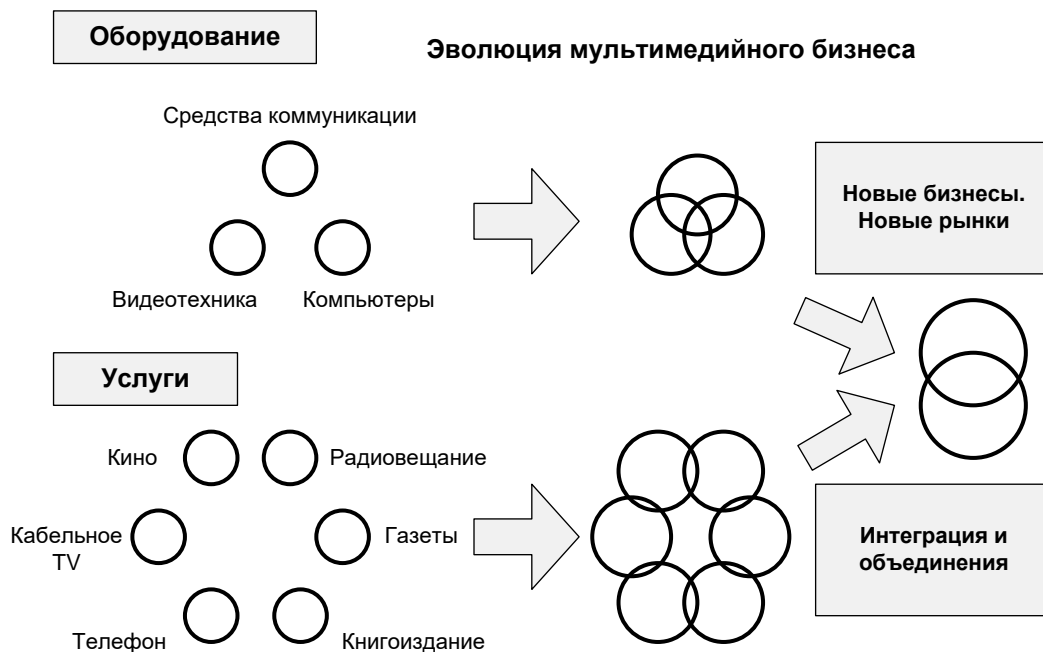 Оборудование
Эволюция мультимедийного бизнеса
Средства коммуникации
Видеотехника
Компьютеры
Новые бизнесы.
Новые рынки
Услуги
Кино
Радиовещание
Кабельное
TV
Газеты
Телефон
Книгоиздание
Интеграция и
объединения